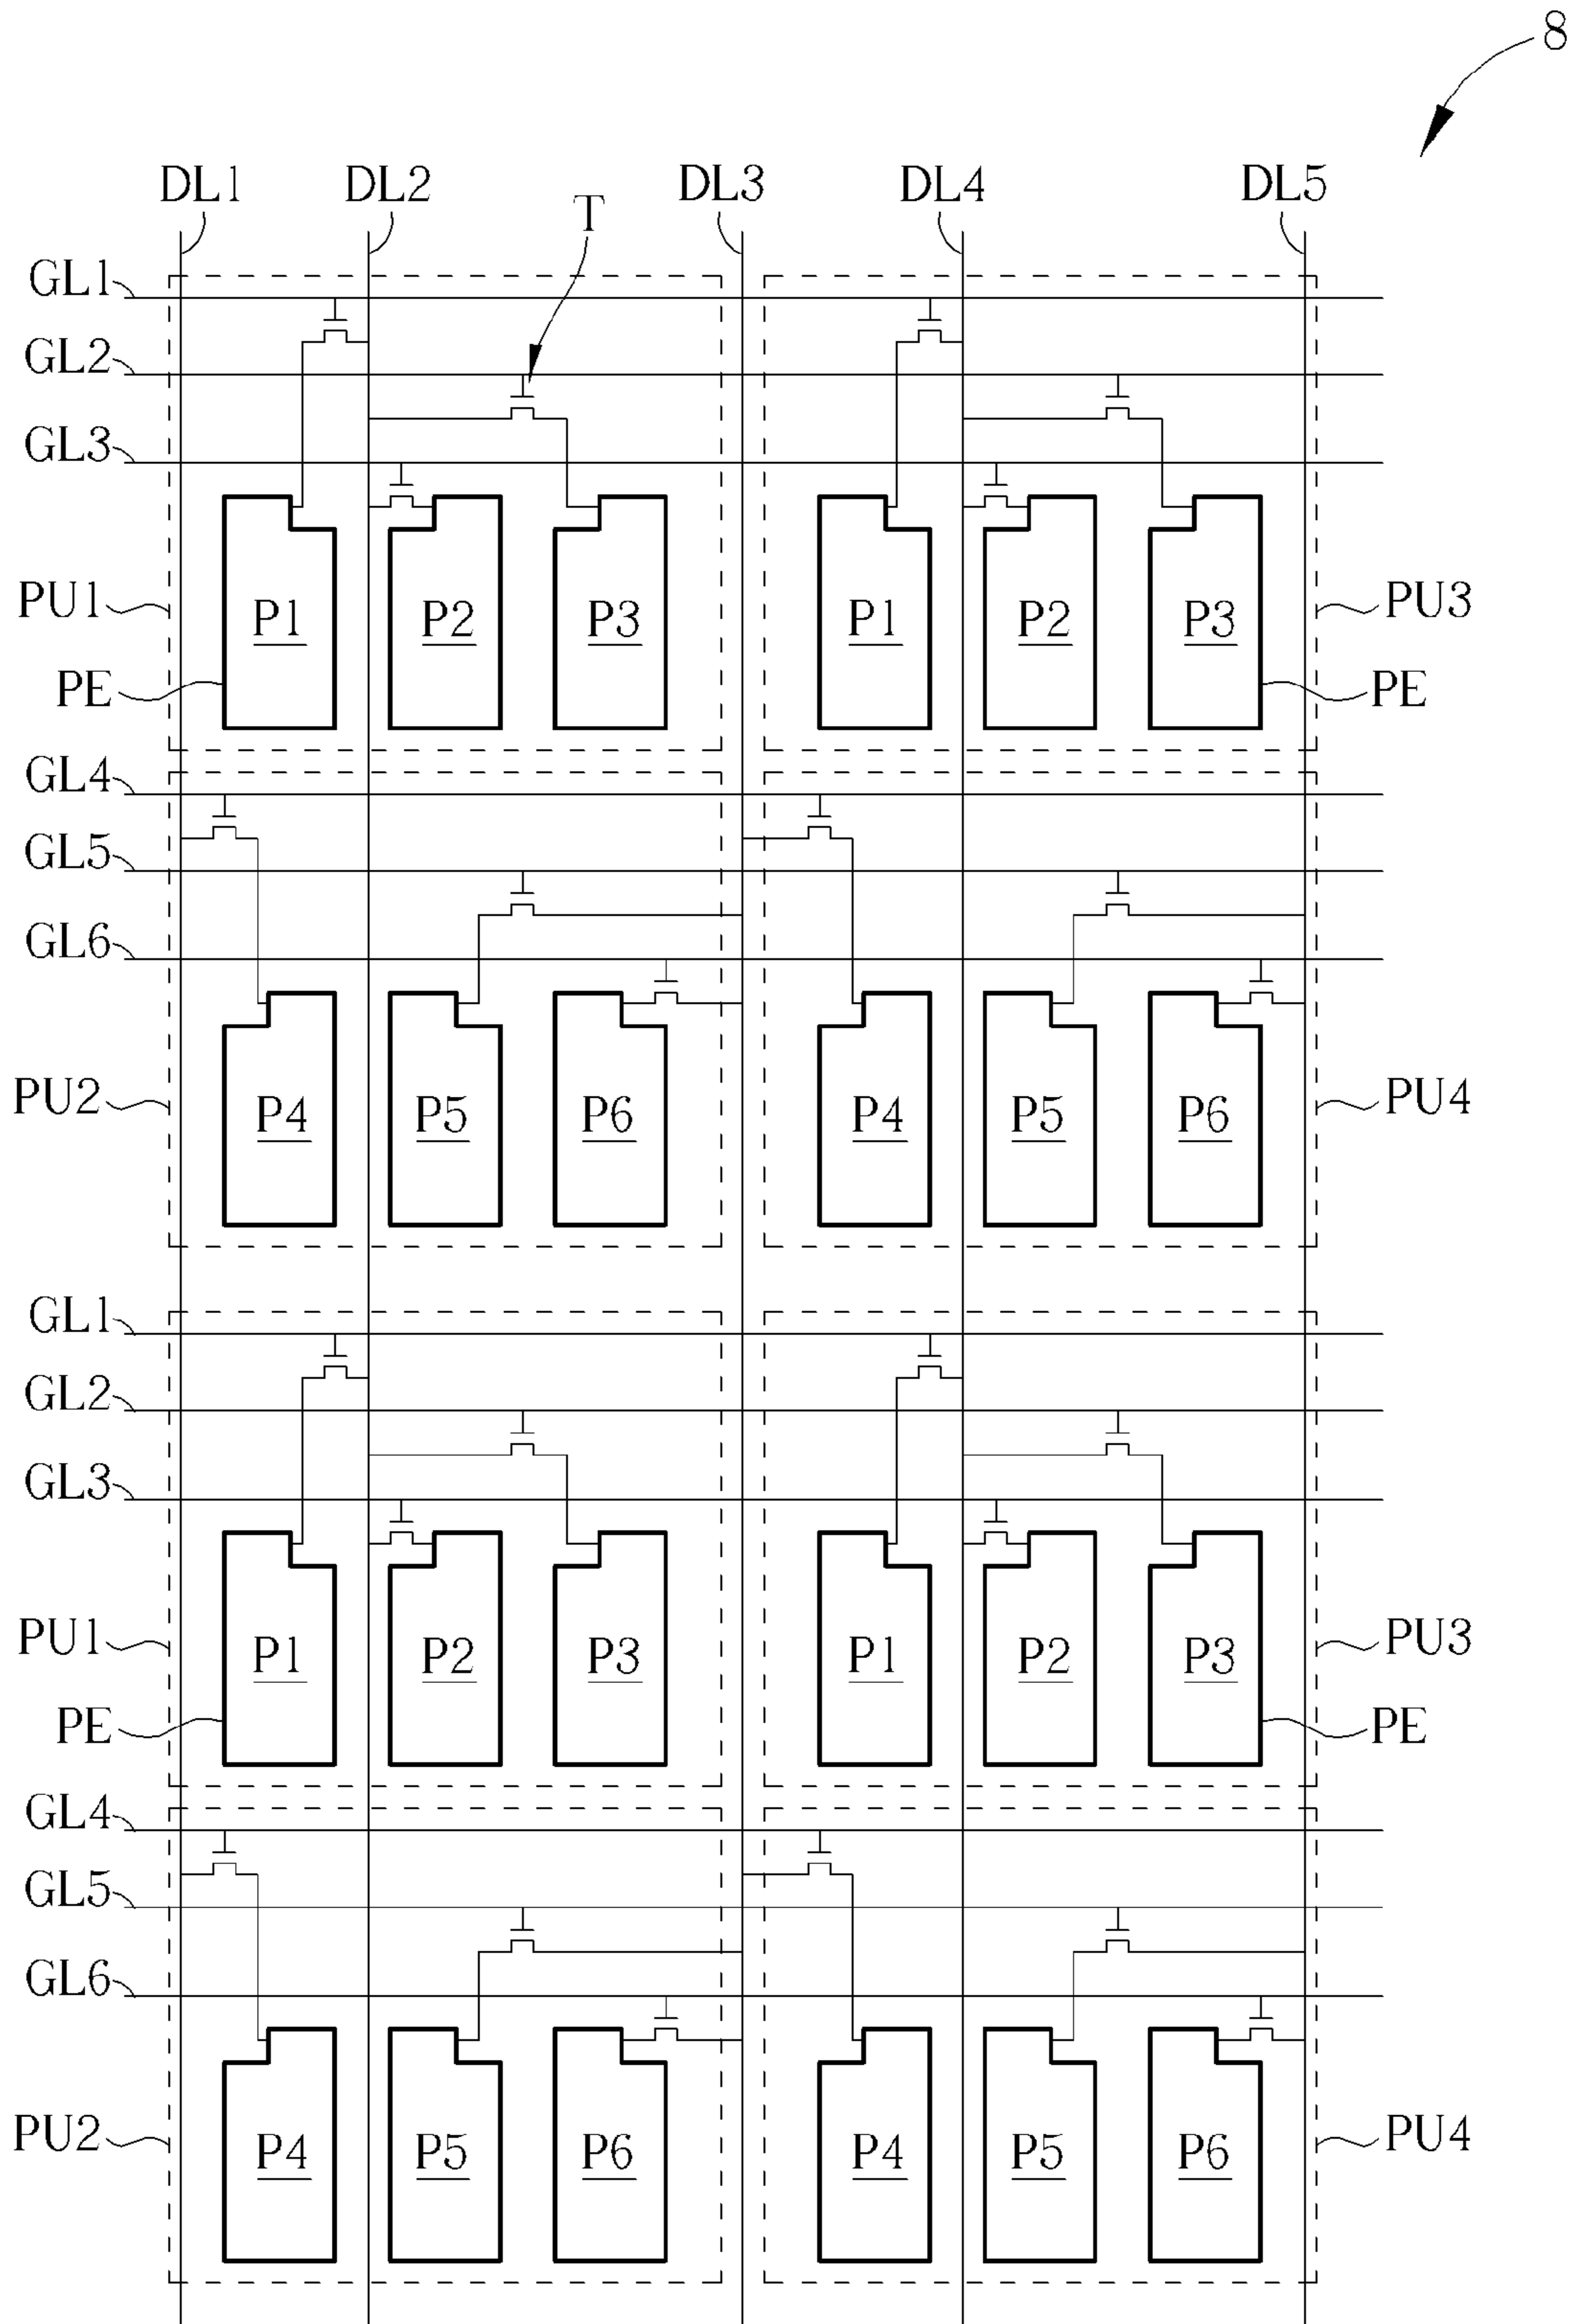 8
DL1 DL2 T DL3 DL4 DL5
GL1
GL2
GL3
PU1 P1 P2 P3 P1 P2 P3 PU3
PE PE
GL4
GL5
GL6
PU2 P4 P5 P6 P4 P5 P6 PU4
GL1
GL2
GL3
PU1 P1 P2 P3 P1 P2 P3 PU3
PE PE
GL4
GL5
GL6
PU2 P4 P5 P6 P4 P5 P6 PU4